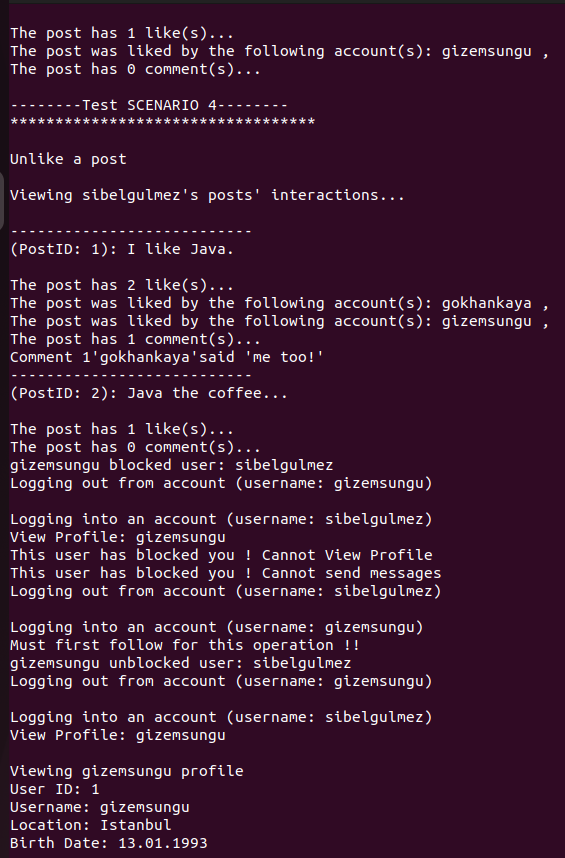 The post has 1 like(s)...
The post was liked by the following account(s): gizemsungu ,
The post has 0 comment(s)...
--------Test SCENARIO 4--------
**********************************
Unlike a post
Viewing sibelgulmez's posts' interactions...
---------------------------
(PostID: 1): I like Java.
The post has 2 like(s)...
The post was liked by the following account(s): gokhankaya ,
The post was liked by the following account(s): gizemsungu ,
The post has 1 comment(s)...
Comment 1'gokhankaya'said 'me too!'
---------------------------
(PostID: 2): Java the coffee...
The post has 1 like(s)...
The post has 0 comment(s)...
gizemsungu blocked user: sibelgulmez
Logging out from account (username: gizemsungu)
Logging into an account (username: sibelgulmez)
View Profile: gizemsungu
This user has blocked you ! Cannot View Profile
This user has blocked you ! Cannot send messages
Logging out from account (username: sibelgulmez)
Logging into an account (username: gizemsungu)
Must first follow for this operation !!
gizemsungu unblocked user: sibelgulmez
Logging out from account (username: gizemsungu)
Logging into an account (username: sibelgulmez)
View Profile: gizemsungu
Viewing gizemsungu profile
User ID: 1
Username: gizemsungu
Location: Istanbul
Birth Date: 13.01.1993